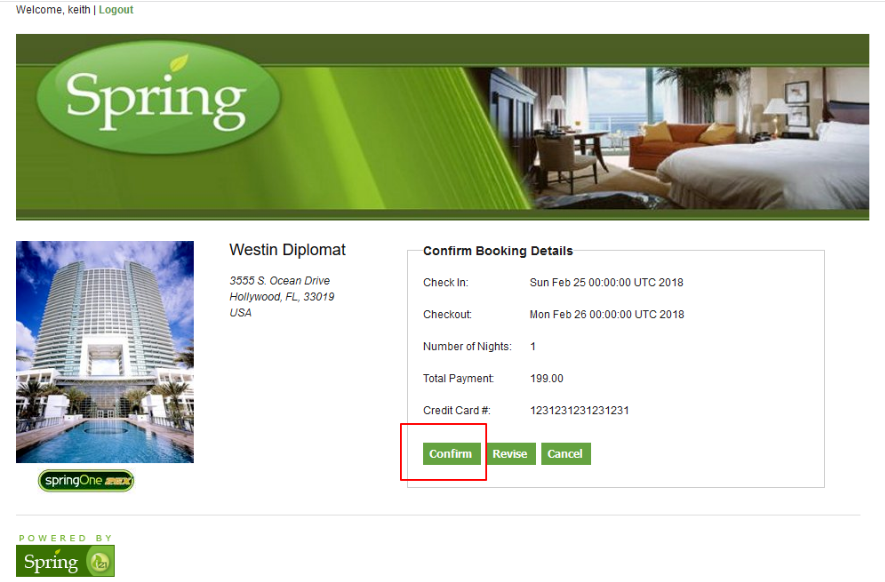 Welcome, keith | Logout
Spring
Westin Diplomat
3555 S. Ocean Drive
Hollywood, FL, 33019
USA
Confirm Booking Details
Check In: Sun Feb 25 00:00:00 UTC 2018
Checkout: Mon Feb 26 00:00:00 UTC 2018
Number of Nights: 1
Total Payment: 199.00
Credit Card #: 1231231231231231
Confirm Revise Cancel
springOne 2GX
POWERED BY
Spring